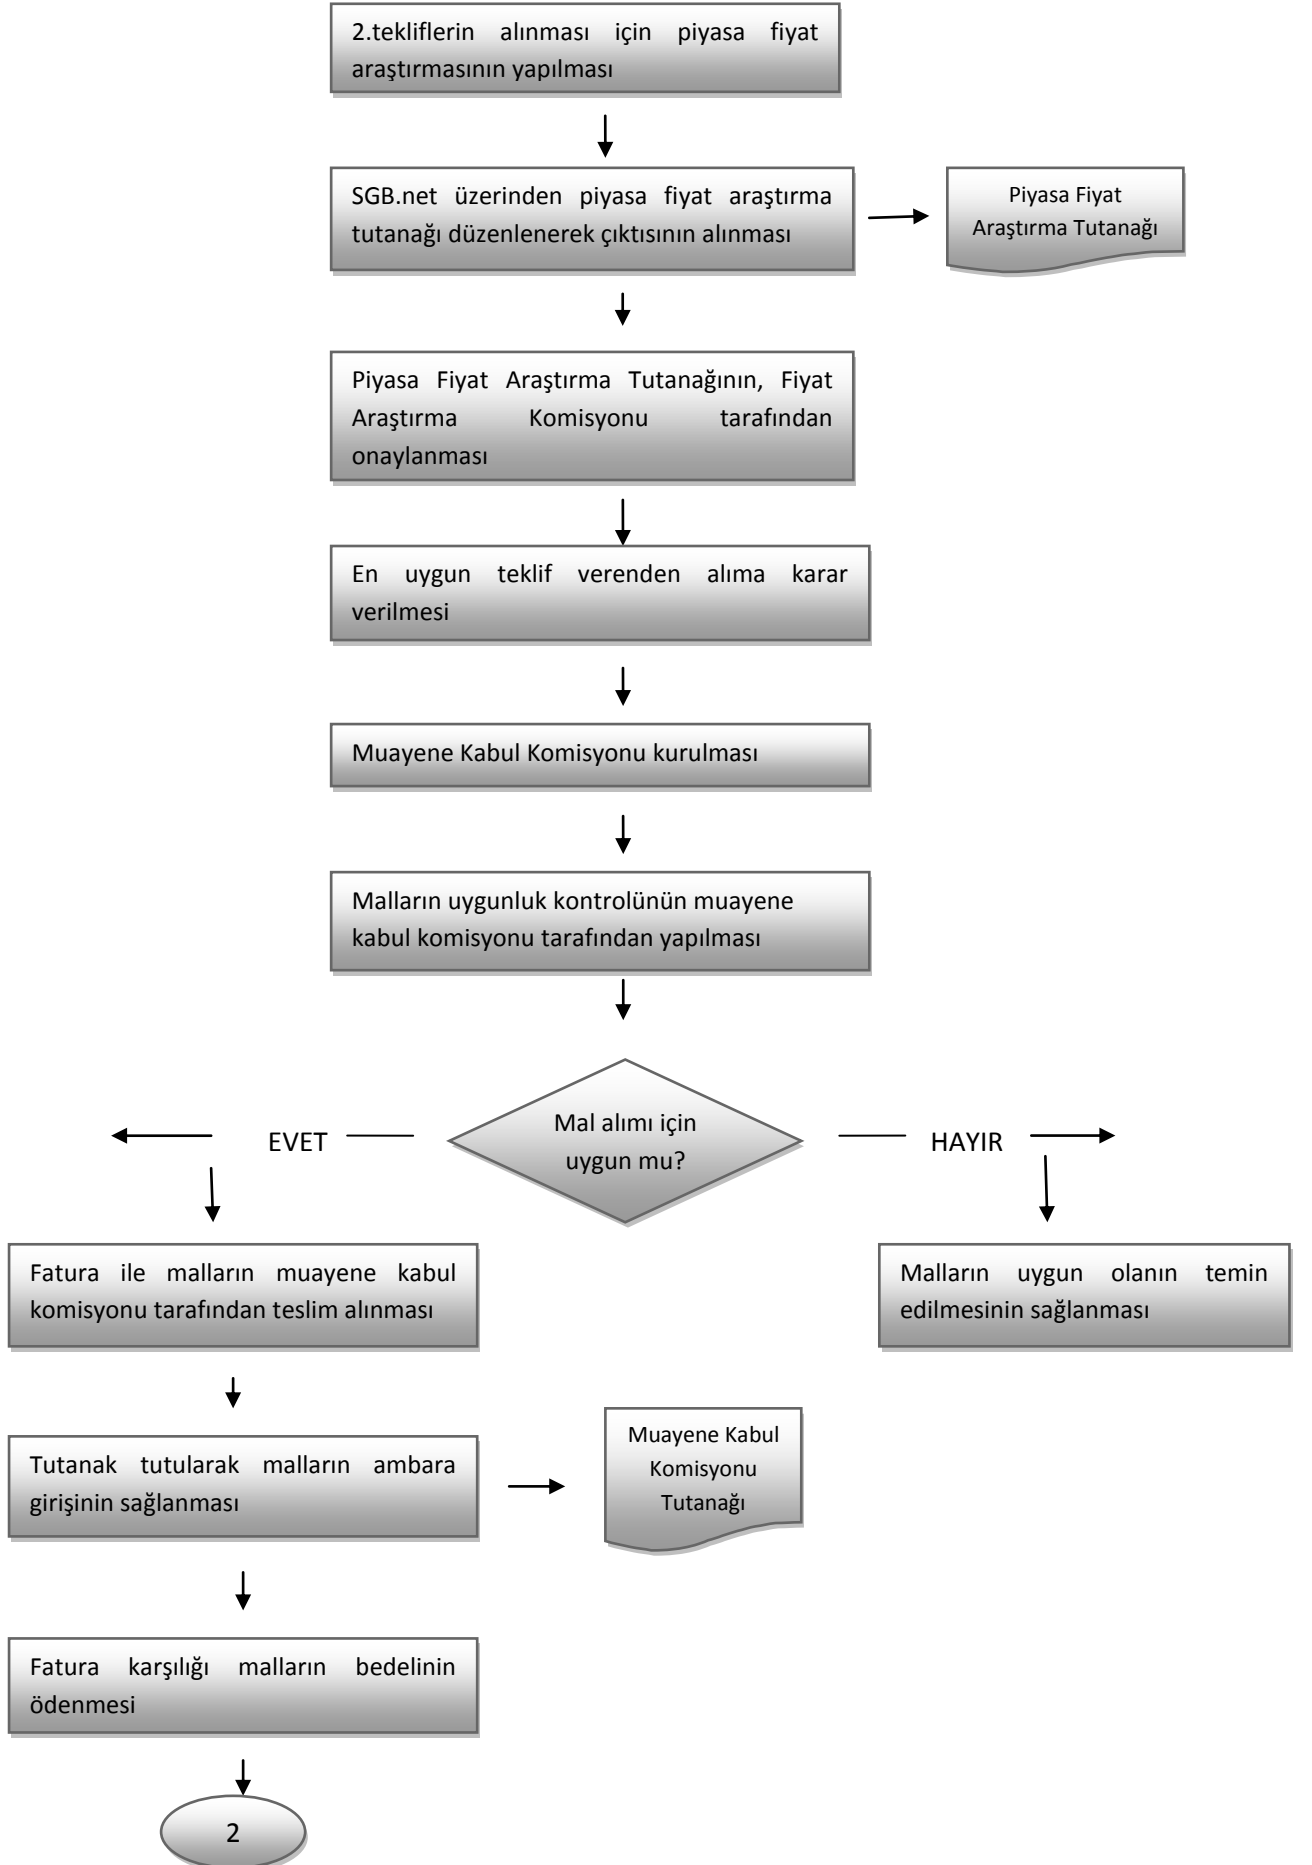 2.tekliflerin alınması için piyasa fiyat
araştırmasının yapılması
SGB.net üzerinden piyasa fiyat araştırma
tutanağı düzenlenerek çıktısının alınması
Piyasa Fiyat
Araştırma Tutanağı
Piyasa Fiyat Araştırma Tutanağının, Fiyat
Araştırma Komisyonu tarafından
onaylanması
En uygun teklif verenden alıma karar
verilmesi
Muayene Kabul Komisyonu kurulması
Malların uygunluk kontrolünün muayene
kabul komisyonu tarafından yapılması
Mal alımı için
uygun mu?
EVET
HAYIR
Fatura ile malların muayene kabul
komisyonu tarafından teslim alınması
Malların uygun olanın temin
edilmesinin sağlanması
Tutanak tutularak malların ambara
girişinin sağlanması
Muayene Kabul
Komisyonu
Tutanağı
Fatura karşılığı malların bedelinin
ödenmesi
2